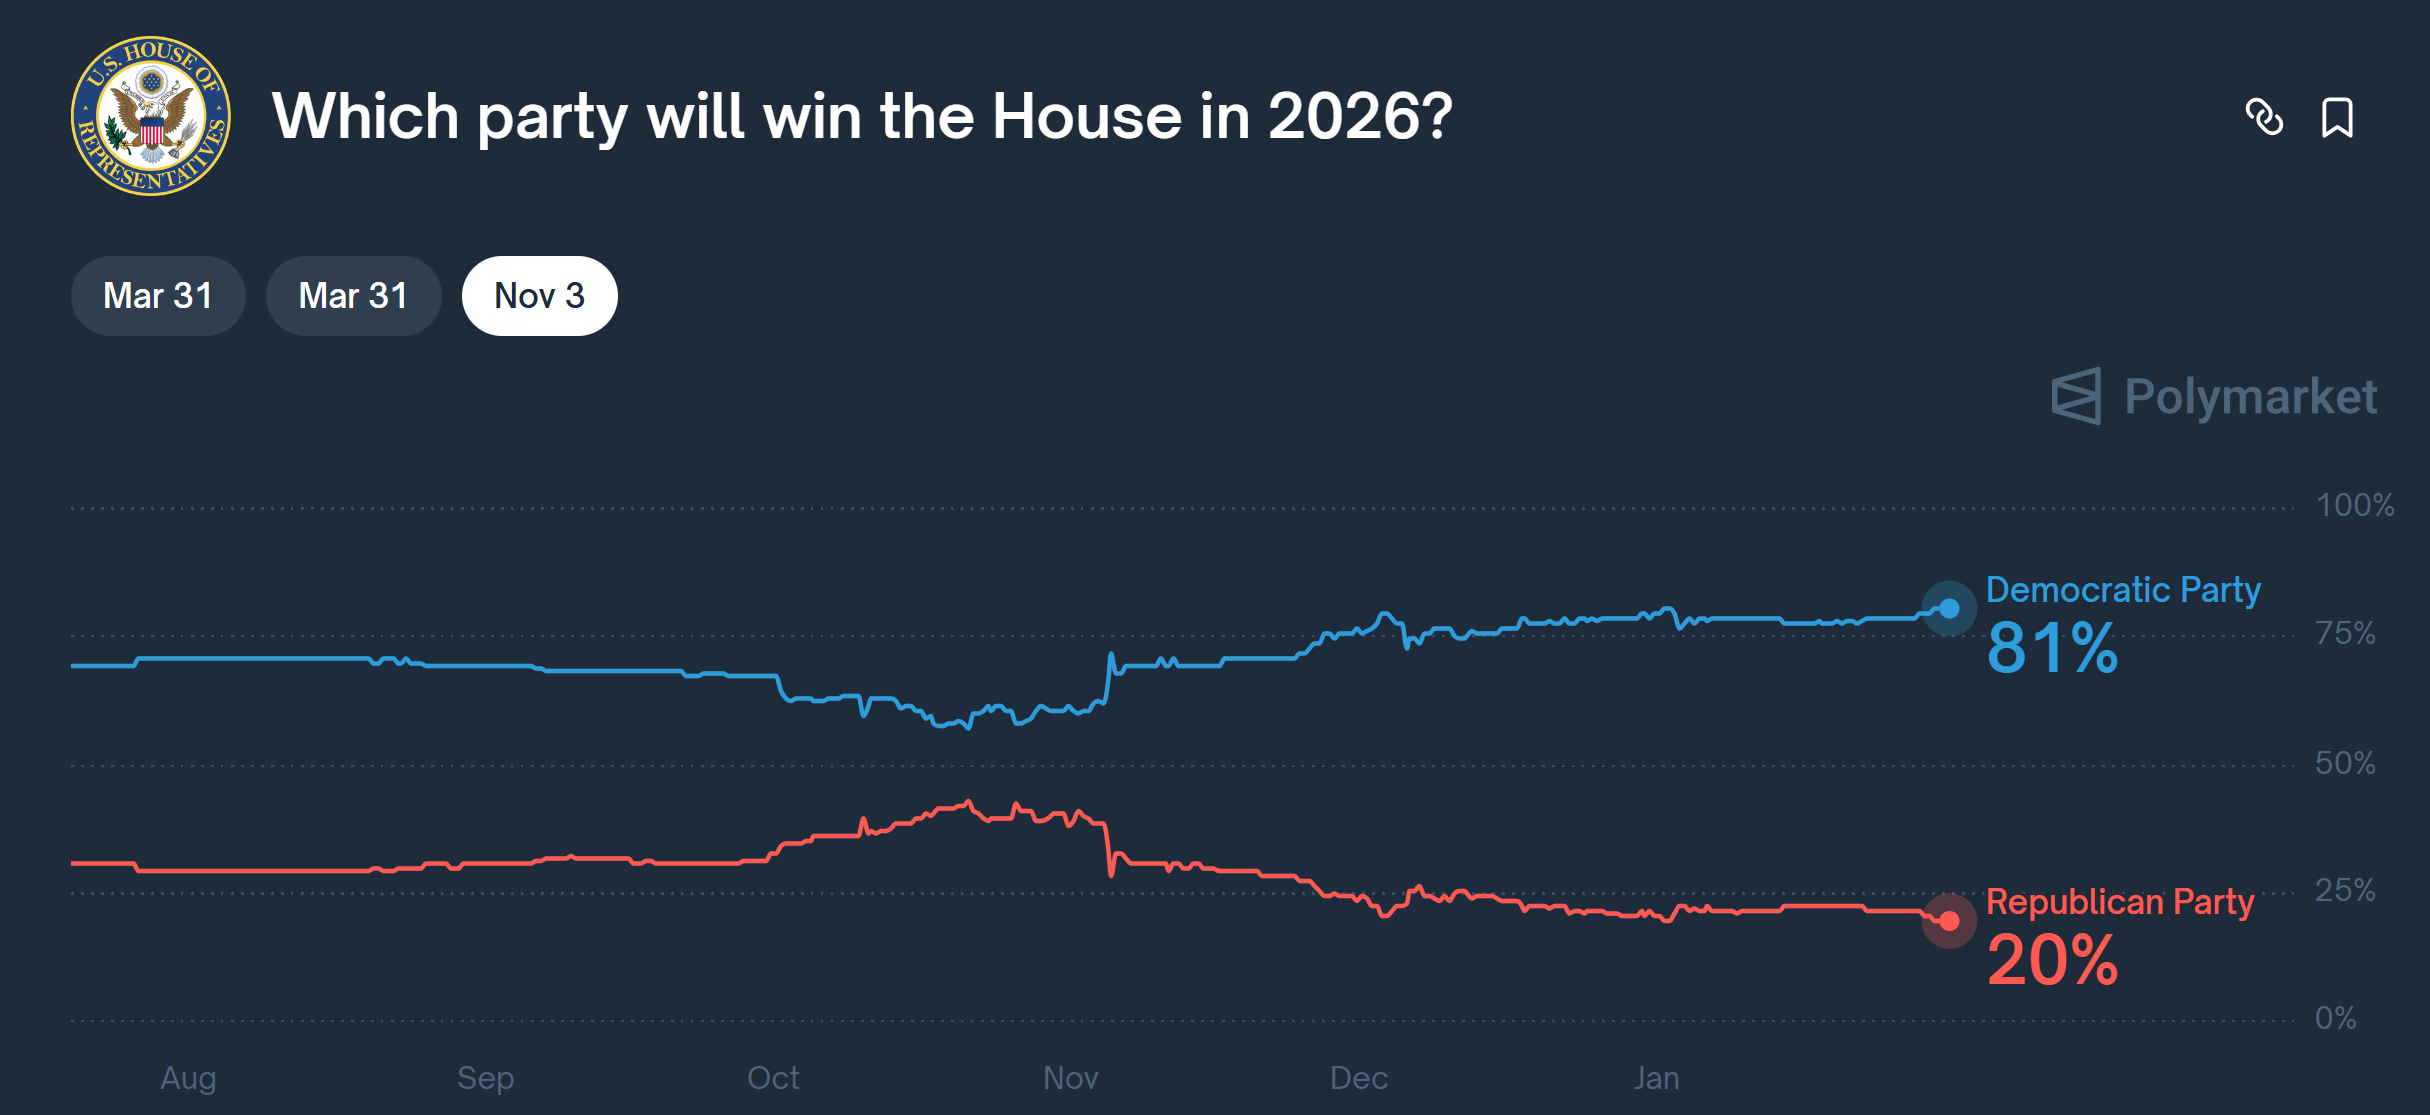 U.S. HOUSE OF
REPRESENTATIVES
Which party will win the House in 2026?
Mar 31 Mar 31 Nov 3
Polymarket
100%
Democratic Party
81%
75%
50%
25%
Republican Party
20%
0%
Aug Sep Oct Nov Dec Jan